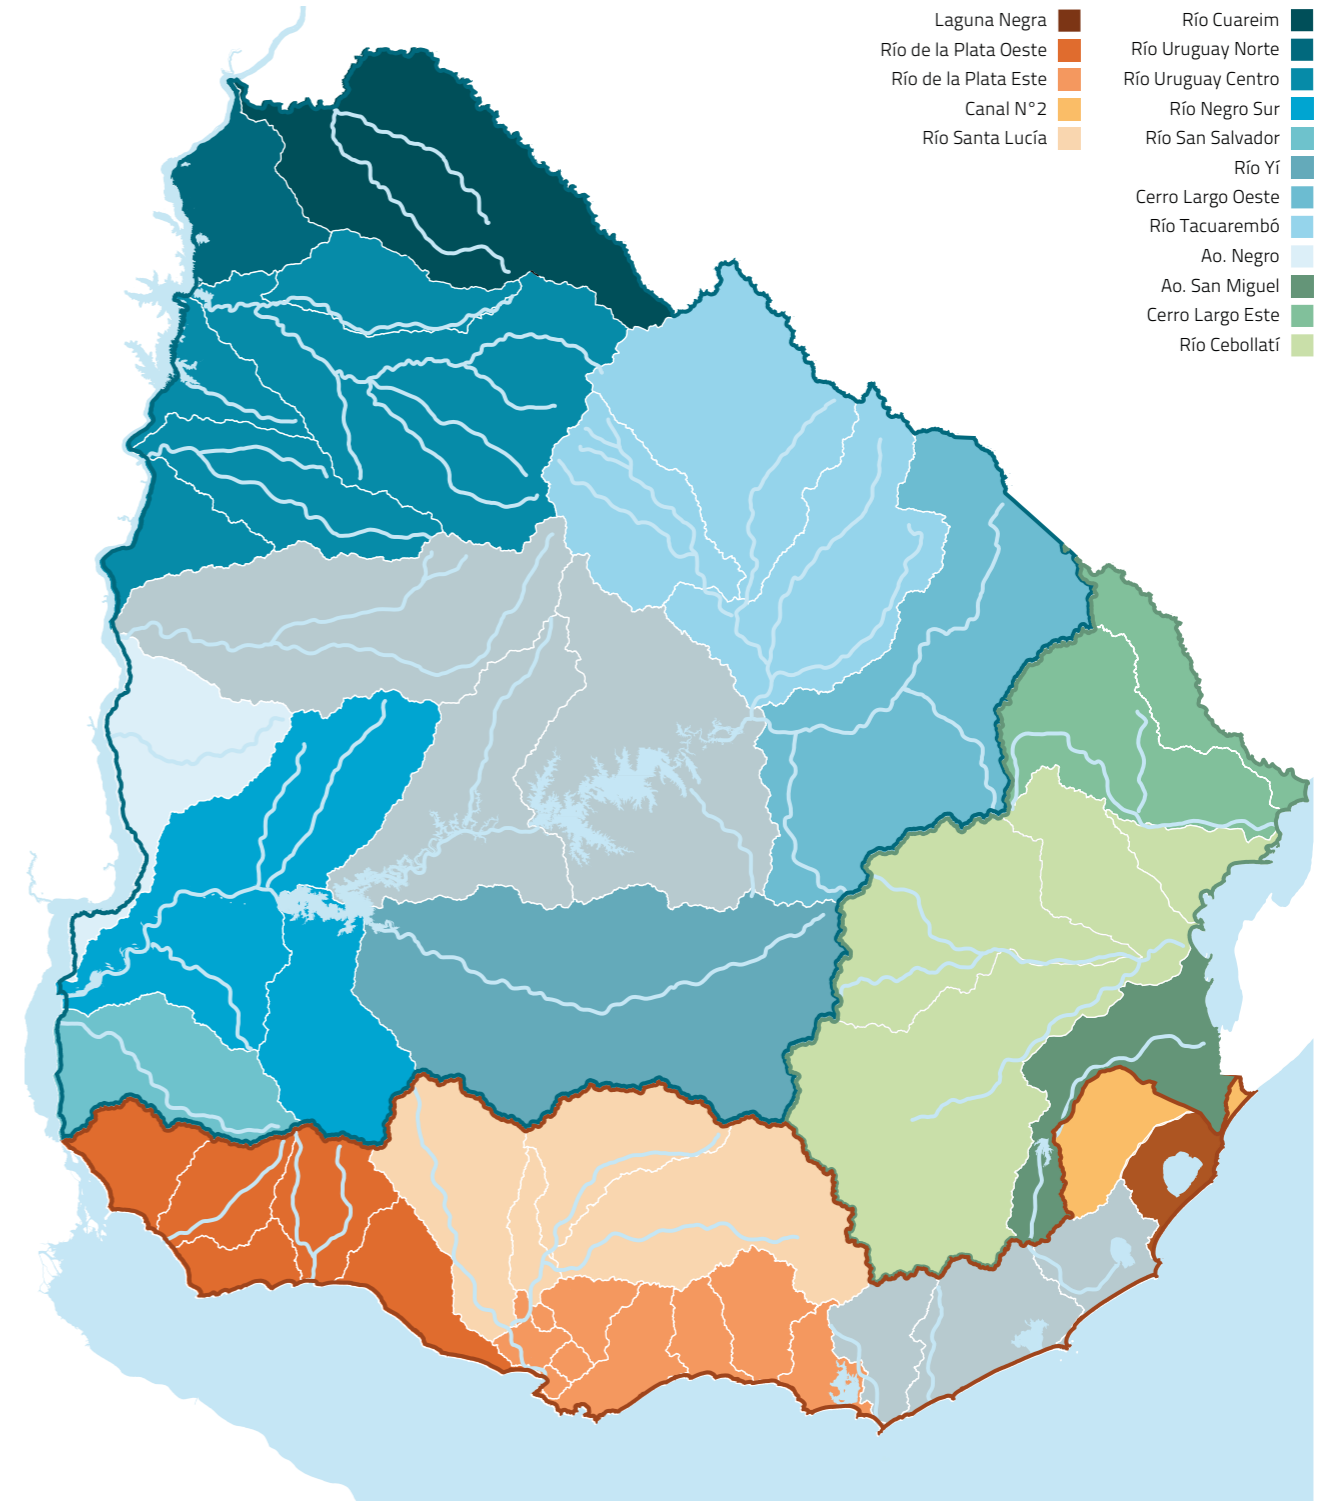 Laguna Negra
Río de la Plata Oeste
Río de la Plata Este
Canal N°2
Río Santa Lucía
Río Cuareim
Río Uruguay Norte
Río Uruguay Centro
Río Negro Sur
Río San Salvador
Río Yí
Cerro Largo Oeste
Río Tacuarembó
Ao. Negro
Ao. San Miguel
Cerro Largo Este
Río Cebollatí